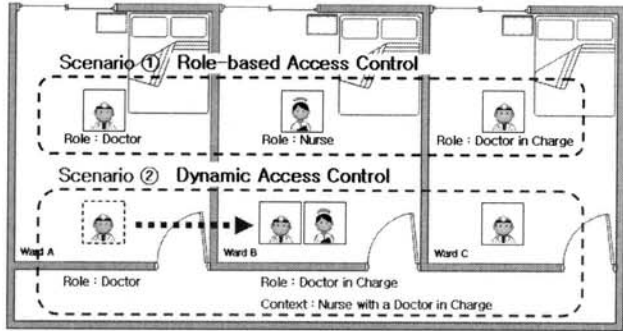 Scenario ① Role-based Access Control
Role : Doctor
Role : Nurse
Role : Doctor in Charge
Scenario ② Dynamic Access Control
Ward A
Ward B
Ward C
Role : Doctor
Role : Doctor in Charge
Context : Nurse with a Doctor in Charge